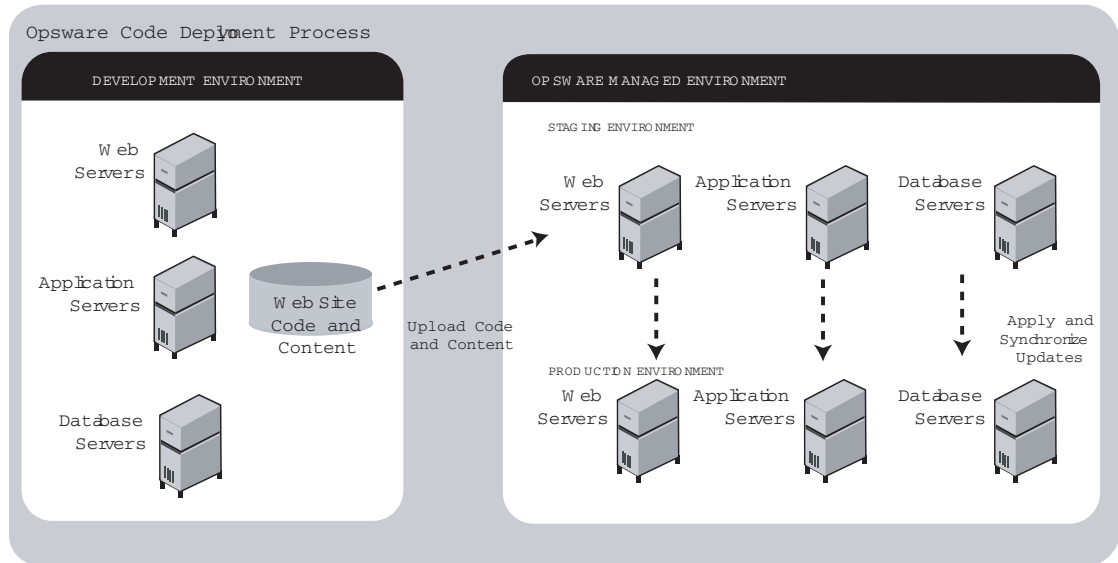 Opsware Code Deployment Process
DEVELOPMENT ENVIRONMENT
Web
Servers
Application
Servers
Web Site
Code and
Content
Database
Servers
Upload Code
and Content
OPSWARE MANAGED ENVIRONMENT
STAGING ENVIRONMENT
Web
Servers
Application
Servers
Database
Servers
Apply and
Synchronize
Updates
PRODUCTION ENVIRONMENT
Web
Servers
Application
Servers
Database
Servers